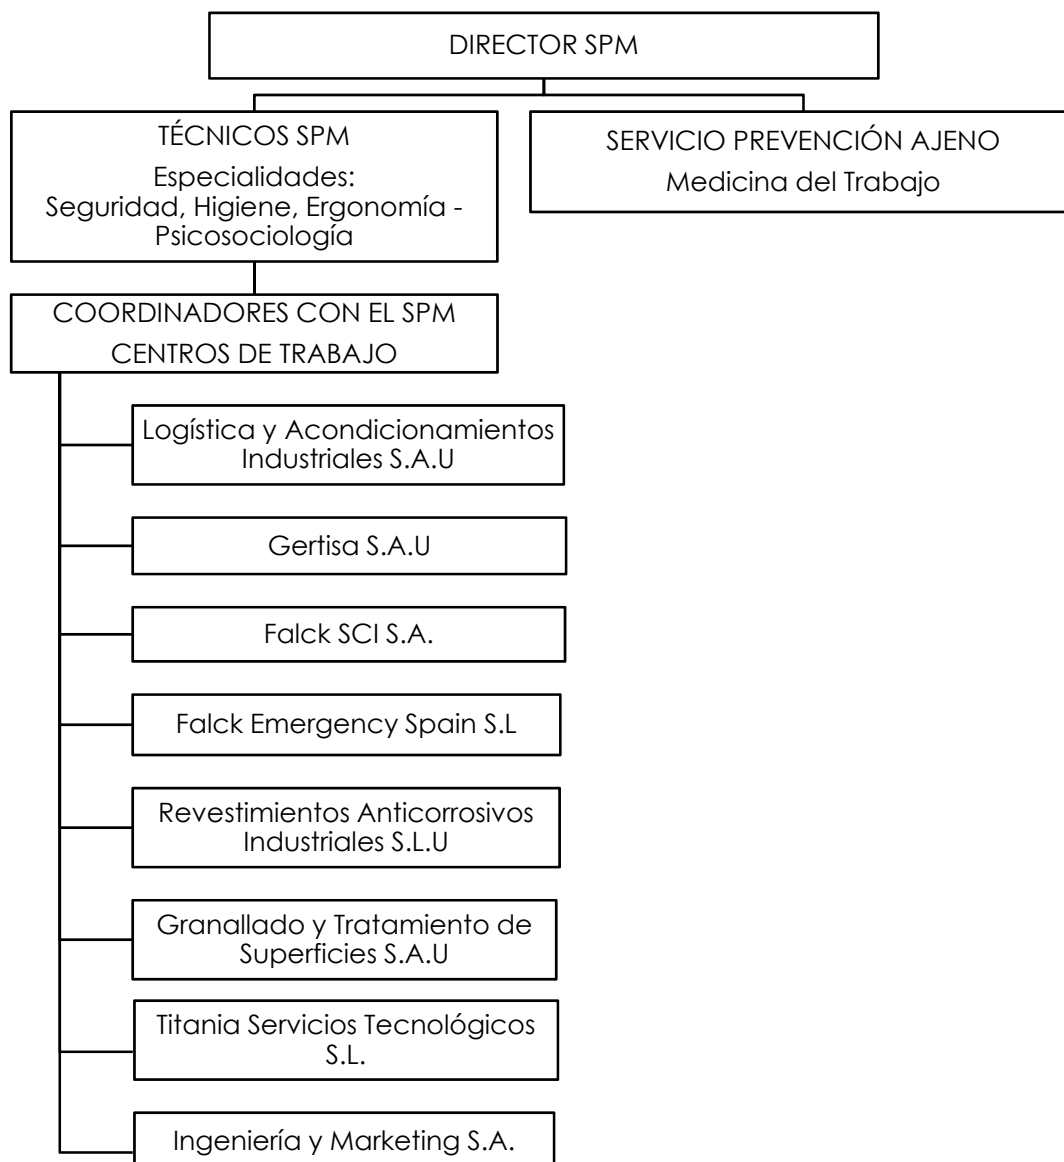 DIRECTOR SPM
TÉCNICOS SPM
Especialidades:
Seguridad, Higiene, Ergonomía -
Psicosociología
SERVICIO PREVENCIÓN AJENO
Medicina del Trabajo
COORDINADORES CON EL SPM
CENTROS DE TRABAJO
Logística y Acondicionamientos
Industriales S.A.U
Gertisa S.A.U
Falck SCI S.A.
Falck Emergency Spain S.L
Revestimientos Anticorrosivos
Industriales S.L.U
Granallado y Tratamiento de
Superficies S.A.U
Titania Servicios Tecnológicos
S.L.
Ingeniería y Marketing S.A.